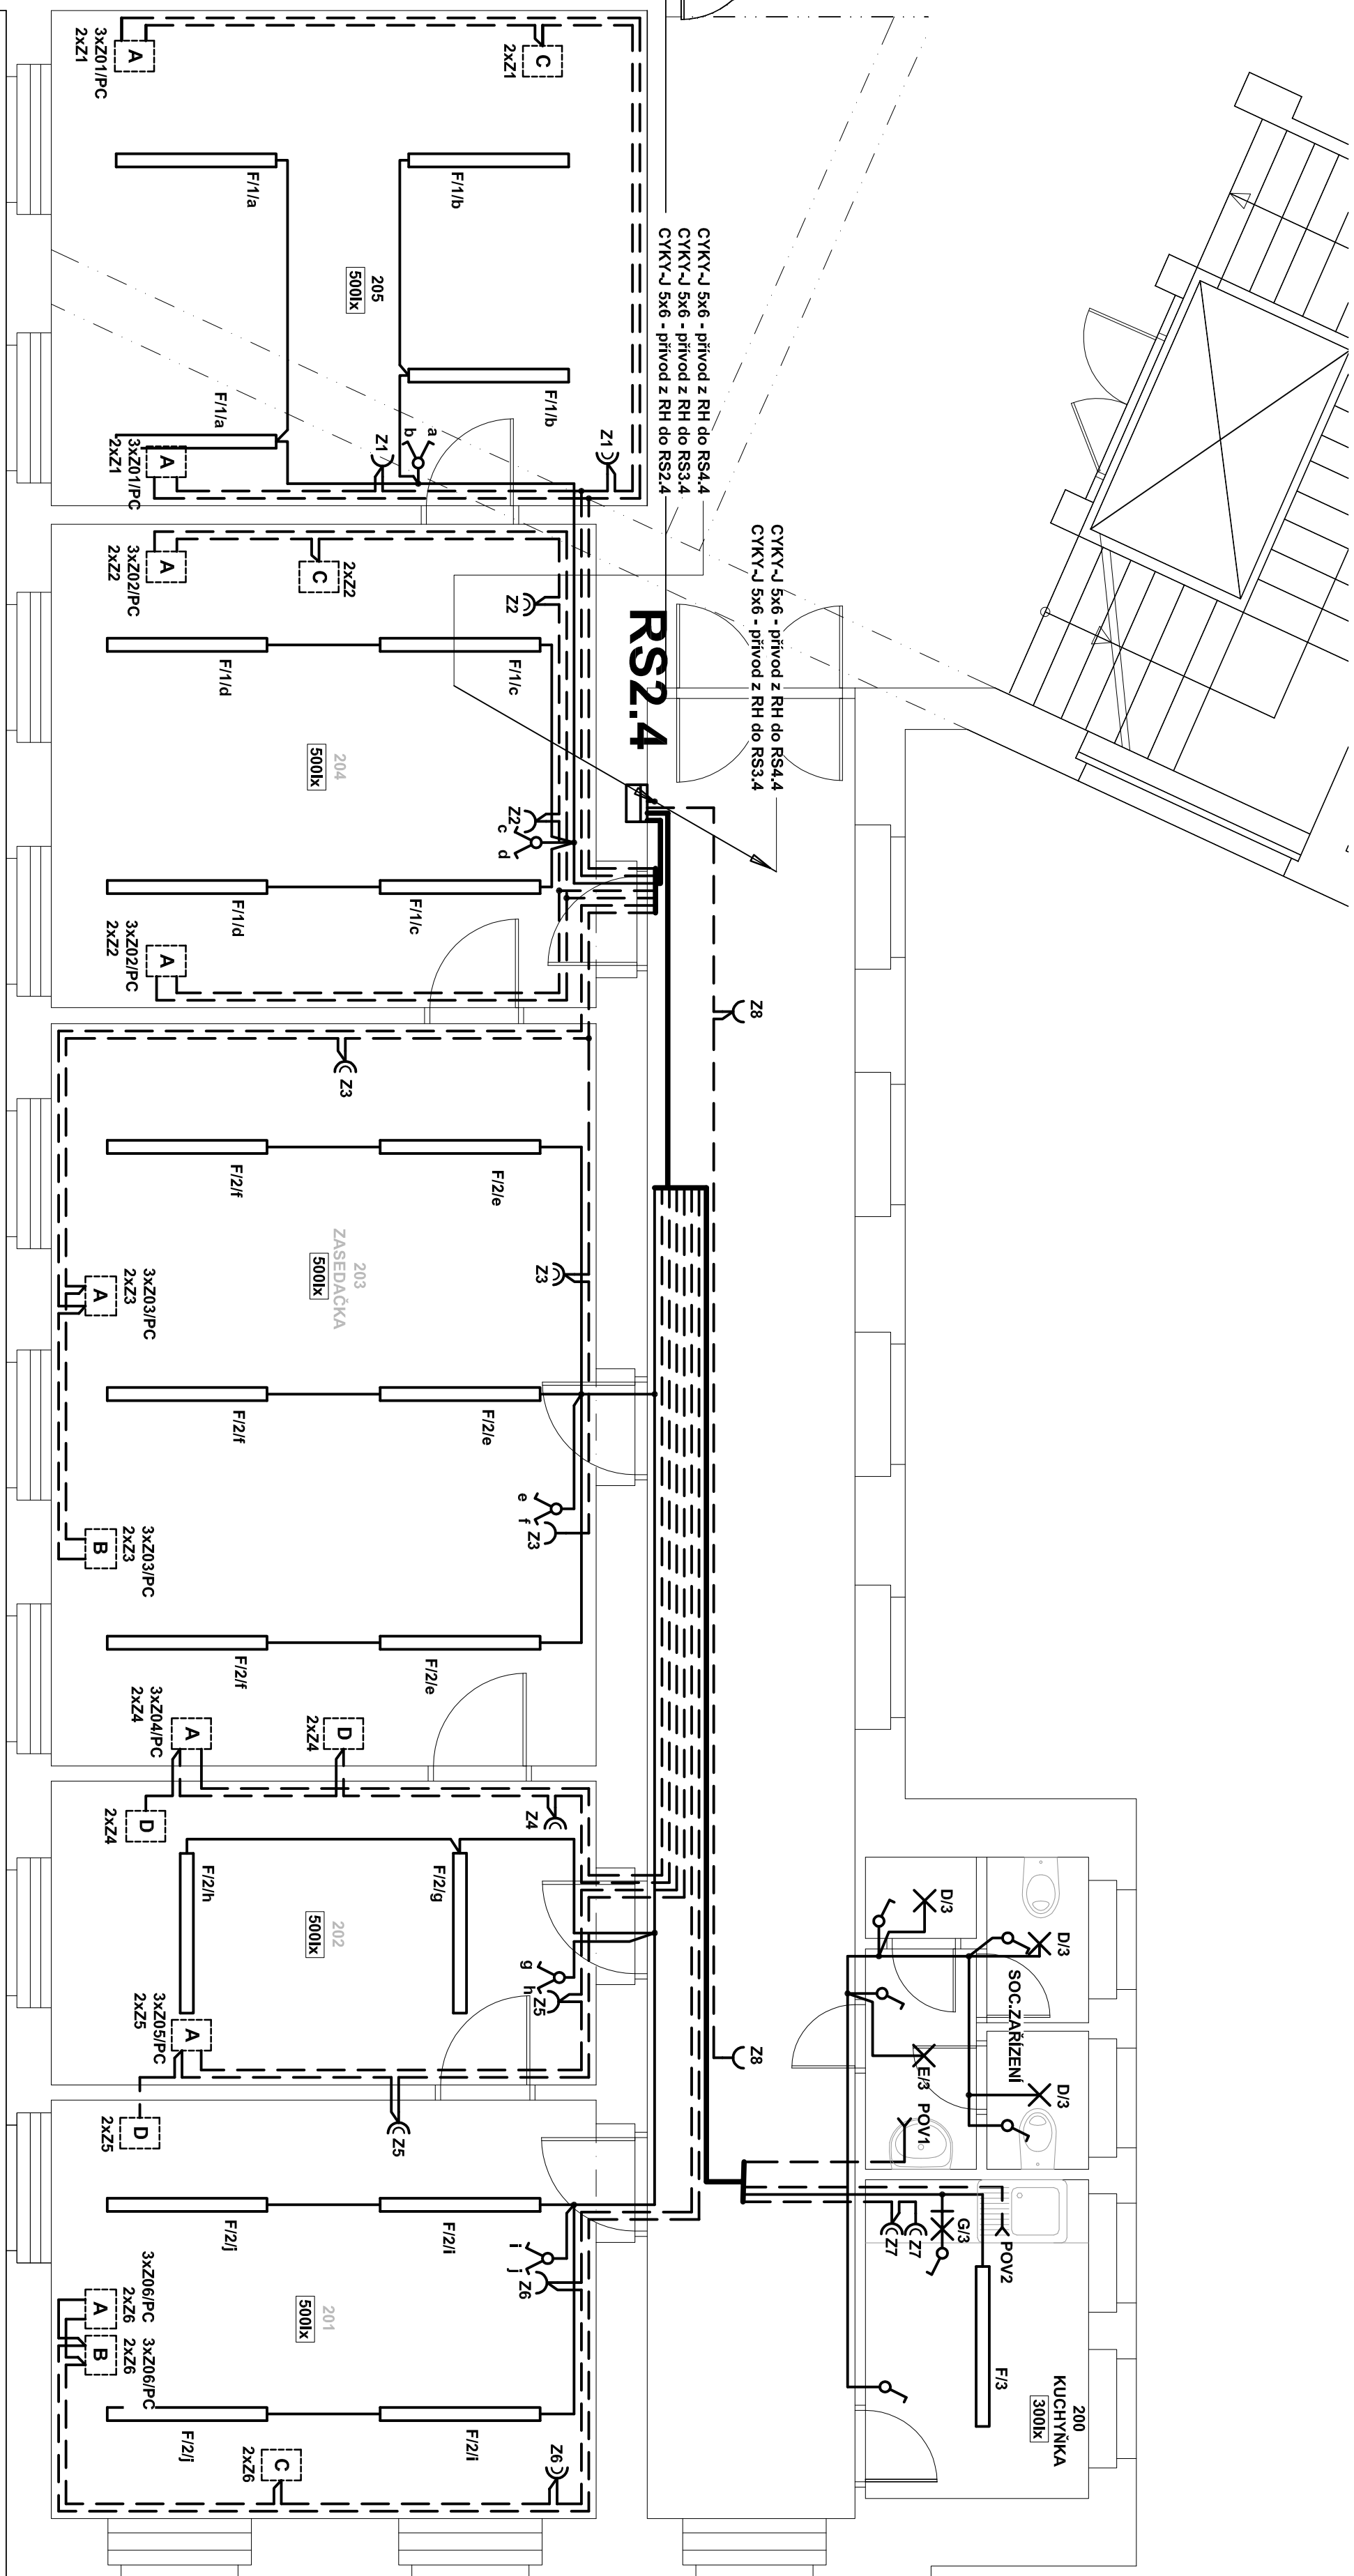 CYKY-J 5x6 - přívod z RH do RS4.4
CYKY-J 5x6 - přívod z RH do RS3.4
CYKY-J 5x6 - přívod z RH do RS2.4
CYKY-J 5x6 - přívod z RH do RS4.4
CYKY-J 5x6 - přívod z RH do RS3.4
RS2.4
C
2xZ1
A
3xZ01/PC
2xZ1
F/1/b
F/1/a
205
500lx
F/1/b
F/1/a
a
b
Z1
Z1
A
3xZ01/PC
2xZ1
A
3xZ02/PC
2xZ2
2xZ2
C
Z2
F/1/c
F/1/d
204
500lx
Z2
c
d
F/1/c
F/1/d
A
3xZ02/PC
2xZ2
Z8
Z3
F/2/e
F/2/f
203
ZASEDAČKA
500lx
Z3
3xZ03/PC
2xZ3
A
F/2/e
F/2/f
e
f
Z3
3xZ03/PC
2xZ3
B
F/2/e
F/2/f
A
3xZ04/PC
2xZ4
D
2xZ4
D
2xZ4
Z4
F/2/g
F/2/h
202
500lx
g
h
Z5
A
3xZ05/PC
2xZ5
Z8
D
2xZ5
Z5
F/2/i
F/2/j
i
j
Z6
201
500lx
3xZ06/PC
2xZ6
A
3xZ06/PC
2xZ6
B
F/2/i
F/2/j
C
2xZ6
Z6
D/3
D/3
SOC.ZAŘÍZENÍ
E/3
D/3
POV1
POV2
G/3
Z7
Z7
F/3
200
KUCHYŇKA
300lx